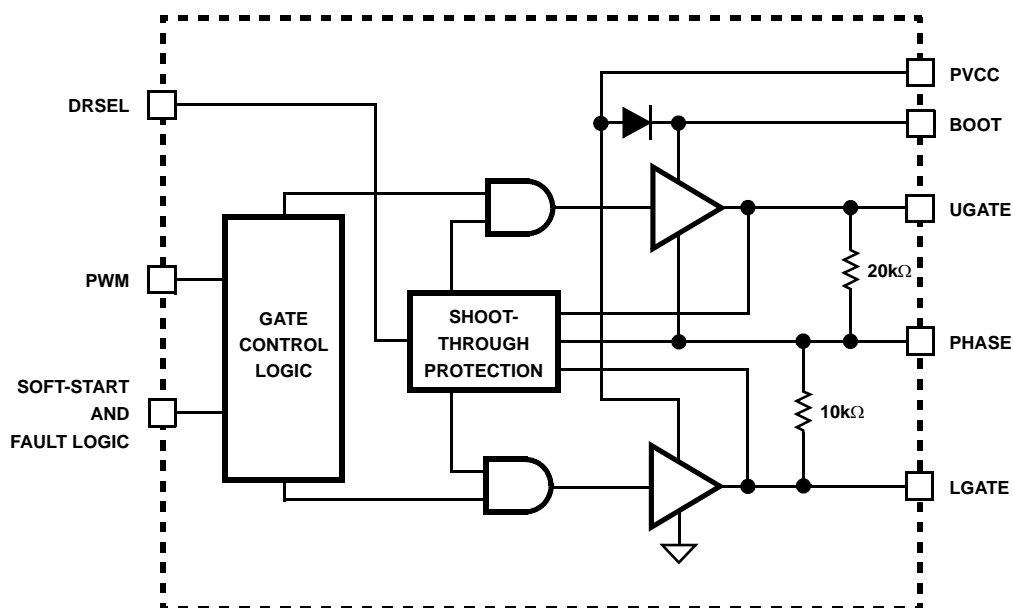 DRSEL
PWM
SOFT-START
AND
FAULT LOGIC
GATE
CONTROL
LOGIC
SHOOT-
THROUGH
PROTECTION
20kΩ
10kΩ
PVCC
BOOT
UGATE
PHASE
LGATE